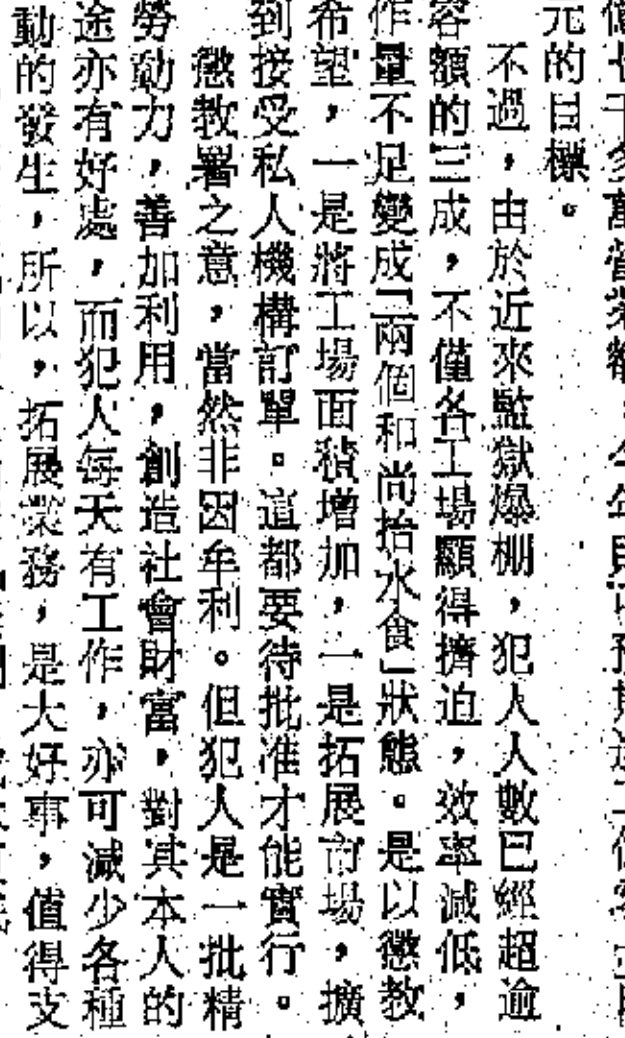 元的目標。
不過，由於近來監獄爆棚，犯人人數已經超逾
容額的三成，不僅各工場顯得擠迫，效率減低，
作量不足變成「兩個和尚抬水食」狀態。是以懲教
希望，一是將工場面積增加，一是拓展市場，擴
到接受私人機構訂單。這都要待批准才能實行。
懲教署之意，當然非因牟利。但犯人是一批精
勞動力，善加利用，創造社會財富，對其本人的
途亦有好處，而犯人每天有工作，亦可減少各種
動的發生，所以，拓展業務，是大好事，值得支